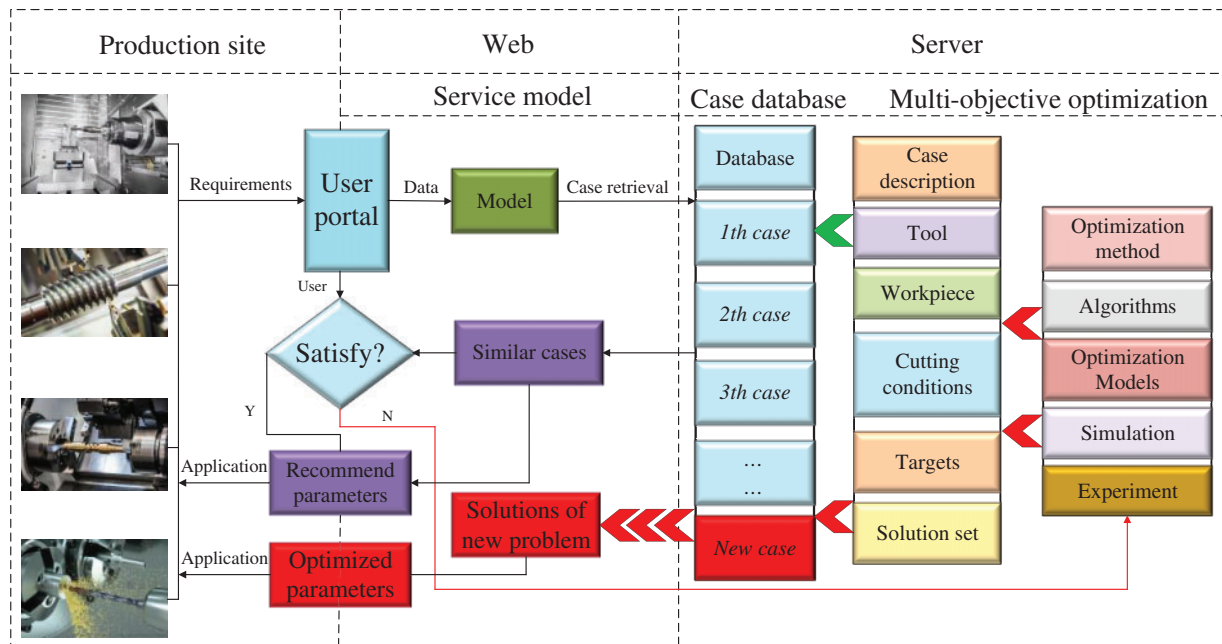 Production site
Web
Server
Service model
Case database
Multi-objective optimization
Requirements
User
portal
Data
Model
Case retrieval
User
Satisfy?
Y
N
Similar cases
Application
Recommend
parameters
Application
Optimized
parameters
Solutions of
new problem
Database
1th case
2th case
3th case
...
...
New case
Case
description
Tool
Workpiece
Cutting
conditions
Targets
Solution set
Optimization
method
Algorithms
Optimization
Models
Simulation
Experiment